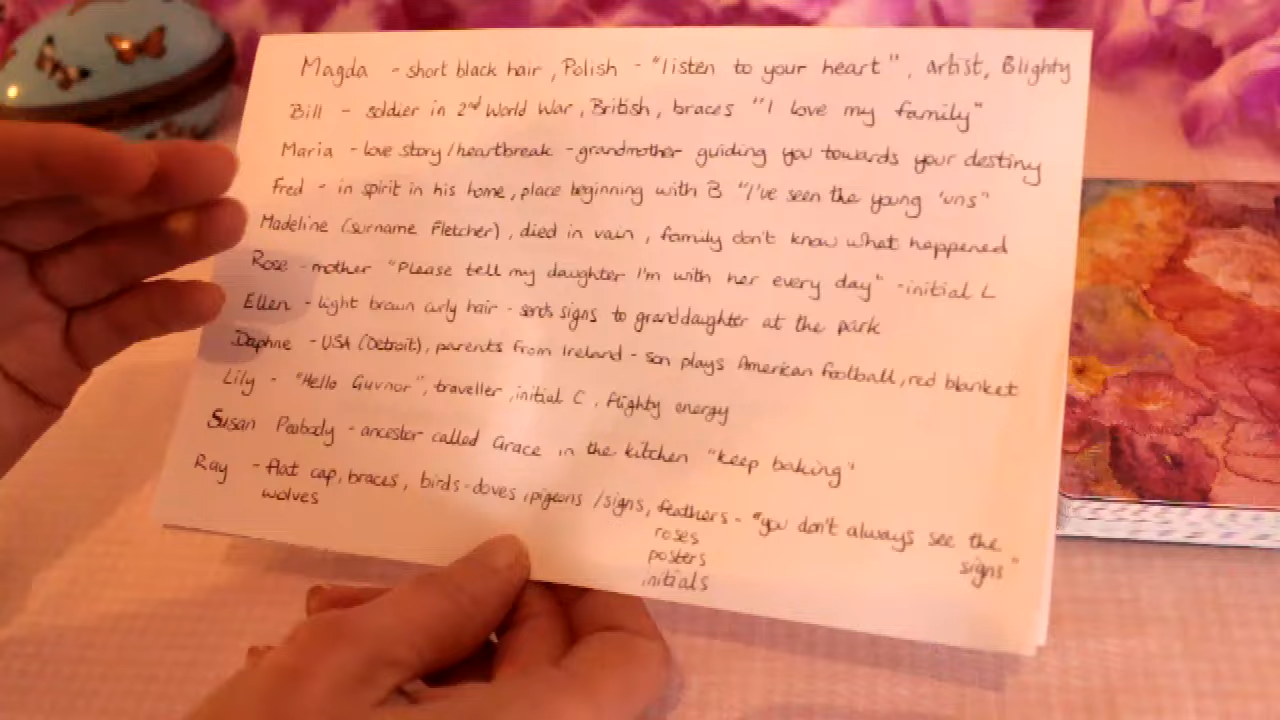 Magda - short black hair, Polish - "listen to your heart", artist, Blighty
Bill - soldier in 2nd World War, British, braces "I love my family"
Maria - love story/heartbreak - grandmother guiding you towards your destiny
Fred - in spirit in his home, place beginning with B "I've seen the young 'uns"
Madeline (surname Fletcher), died in vain, family don't know what happened
Rose - mother "Please tell my daughter I'm with her every day" - initial L
Ellen - light brown curly hair - sends signs to granddaughter at the park
Daphne - USA (Detroit), parents from Ireland - son plays American football, red blanket
Lily - "Hello Guvnor", traveller, initial C, flighty energy
Susan Peabody - ancestor called Grace in the kitchen "keep baking"
Ray - flat cap, braces, birds-doves, pigeons /signs, feathers - "you don't always see the
wolves
roses
posters
signs"
initials